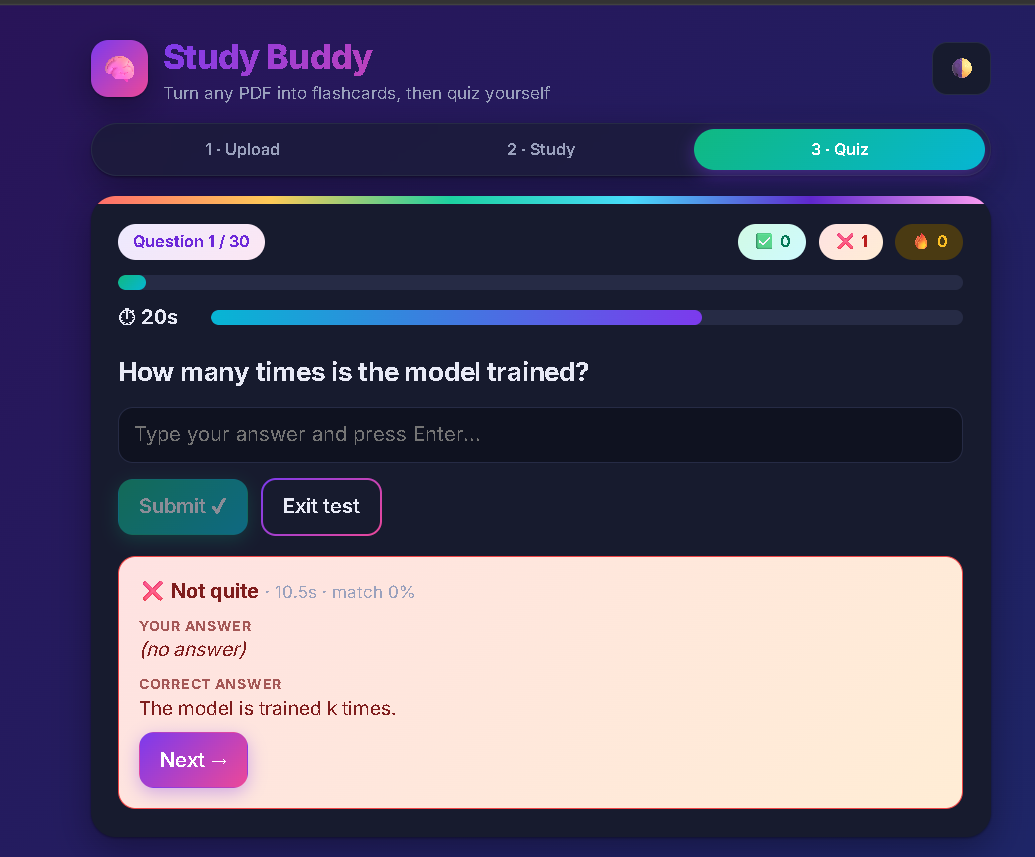 Study Buddy
Turn any PDF into flashcards, then quiz yourself
1 · Upload
2 · Study
3 · Quiz
Question 1 / 30
✅ 0
❌ 1
🔥 0
⏱ 20s
How many times is the model trained?
Type your answer and press Enter...
Submit ✓
Exit test
❌ Not quite · 10.5s · match 0%
YOUR ANSWER
(no answer)
CORRECT ANSWER
The model is trained k times.
Next →